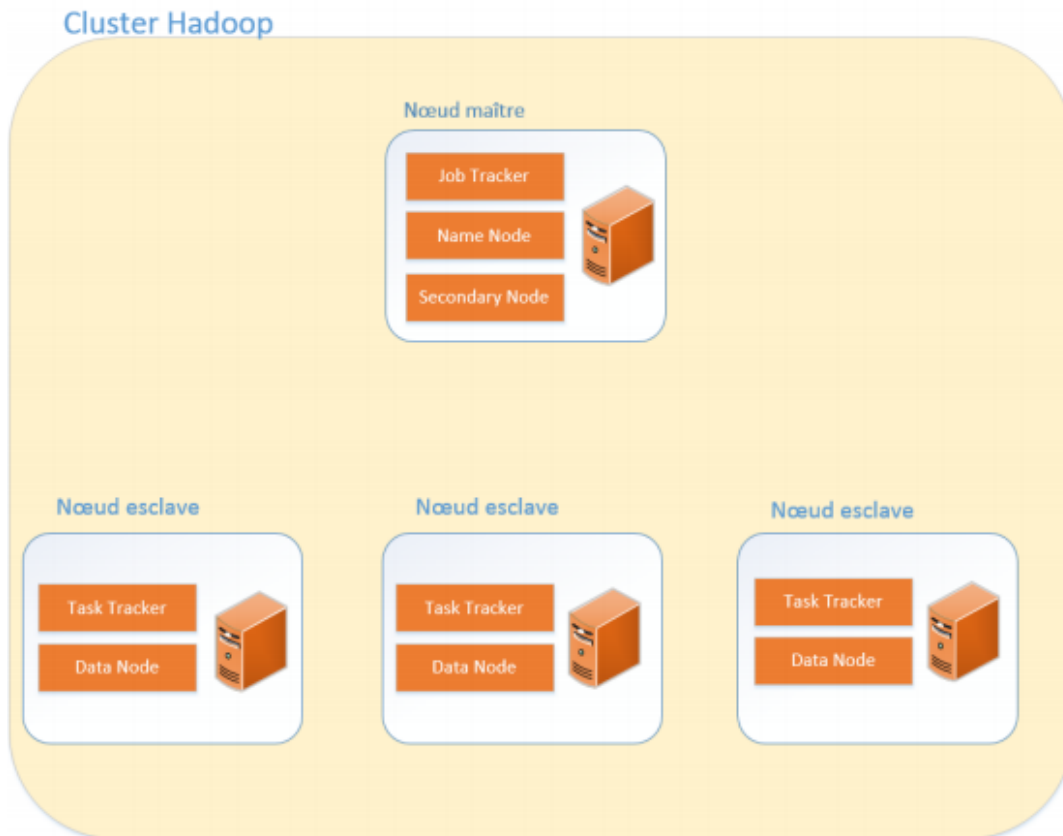 Cluster Hadoop
Nœud maître
Job Tracker
Name Node
Secondary Node
Nœud esclave
Task Tracker
Data Node
Nœud esclave
Task Tracker
Data Node
Nœud esclave
Task Tracker
Data Node